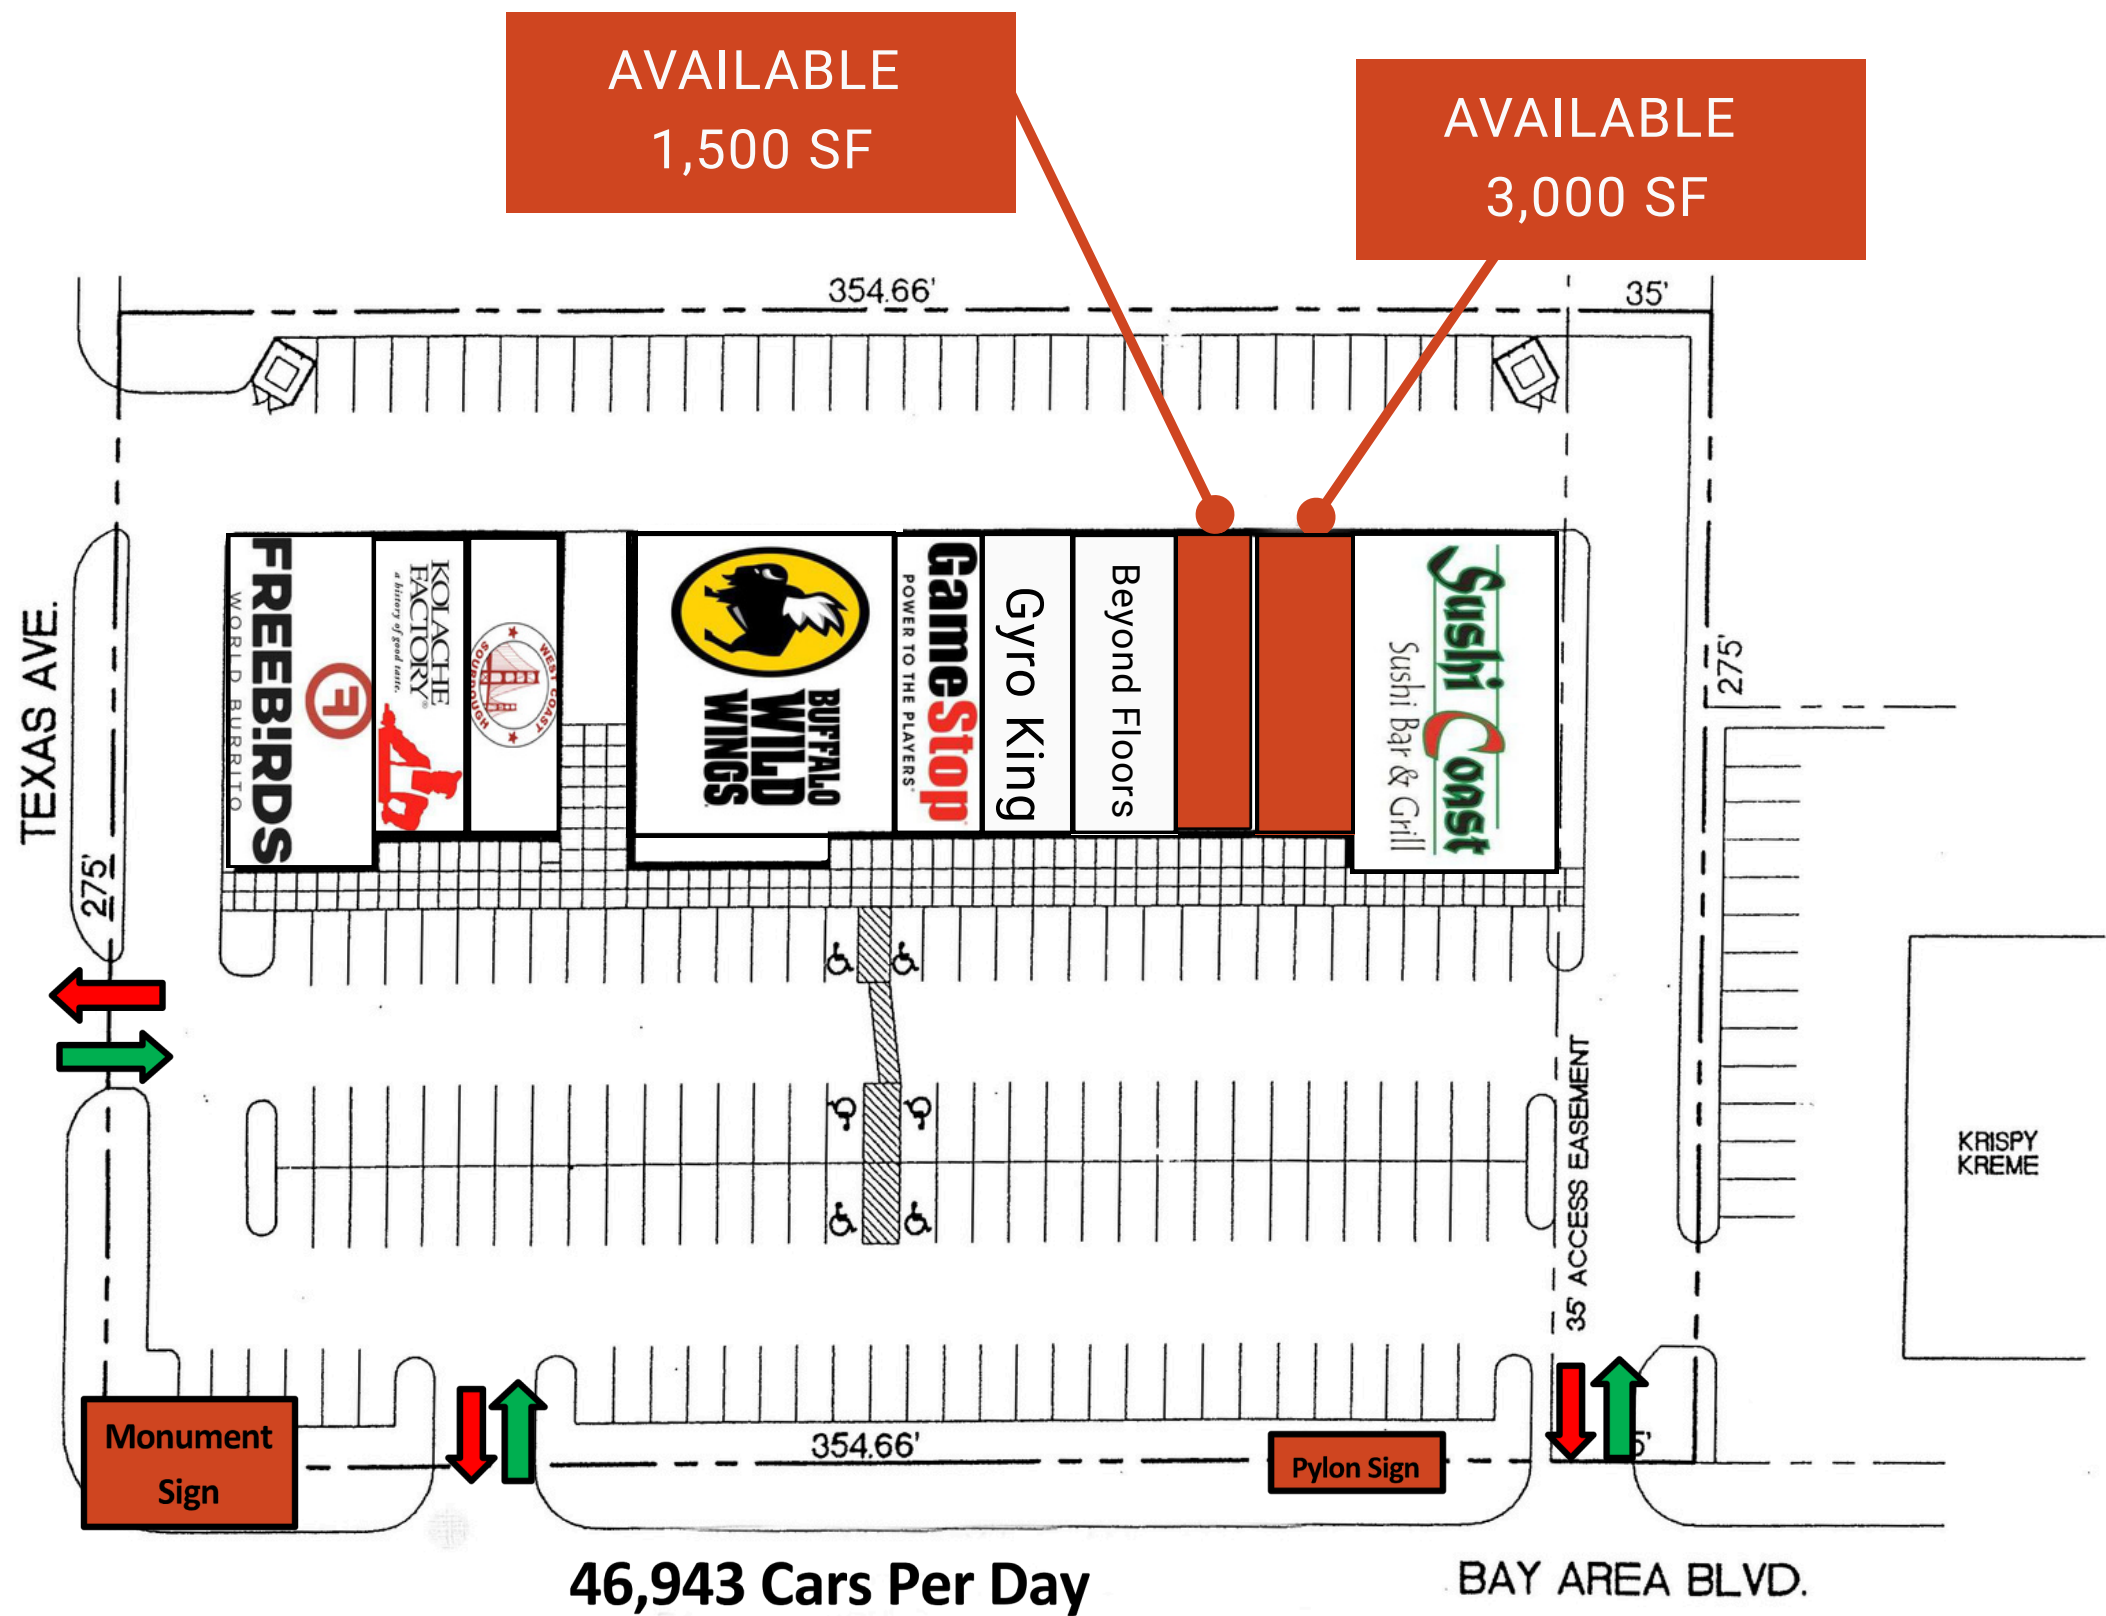 AVAILABLE
1,500 SF
AVAILABLE
3,000 SF
354.66'
35'
TEXAS AVE.
275'
FREEBIRDS
WORLD BURRITO
KOLACHE
FACTORY®
a history of good taste.
WEST COAST
SOURDOUGH
BUFFALO
WILD
WINGS
GameStop
POWER TO THE PLAYERS
Gyro King
Beyond Floors
Sushi Coast
Sushi Bar & Grill
275'
35' ACCESS EASEMENT
KRISPY
KREME
Monument
Sign
354.66'
Pylon Sign
5'
46,943 Cars Per Day
BAY AREA BLVD.